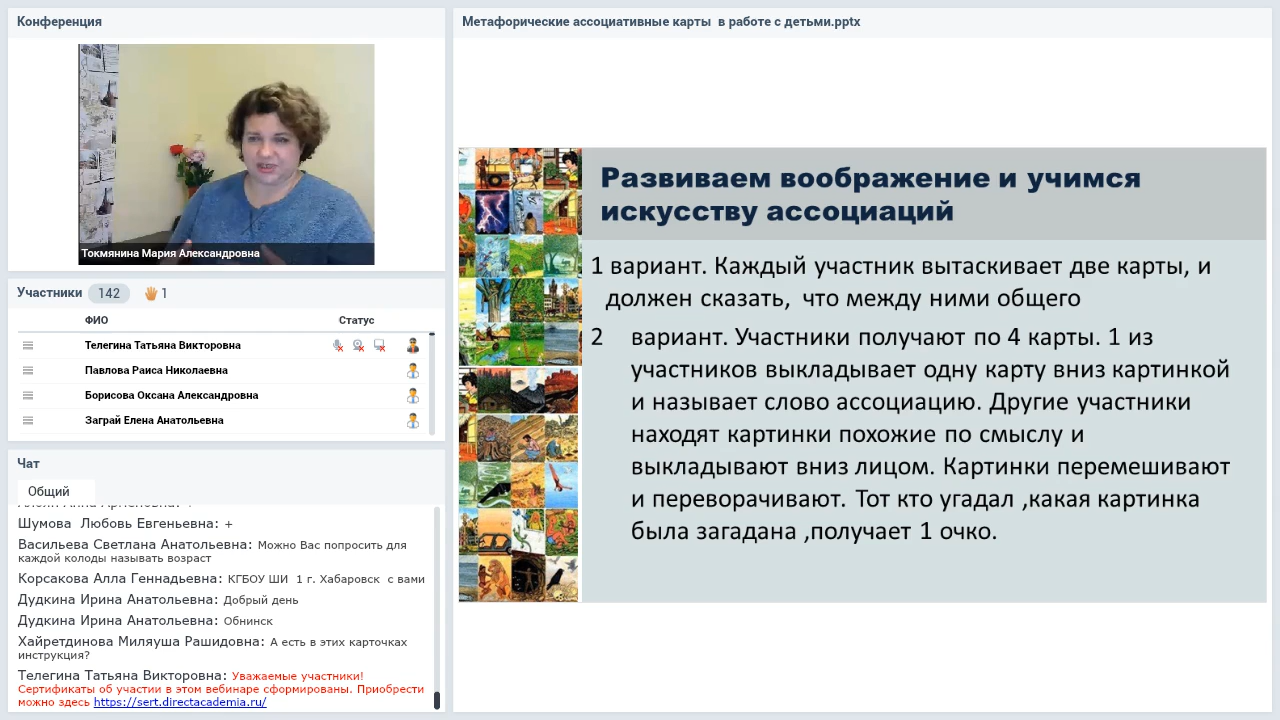 Конференция
Токмянина Мария Александровна
Участники 142 1
ФИО Статус
Телегина Татьяна Викторовна
Павлова Раиса Николаевна
Борисова Оксана Александровна
Заграй Елена Анатольевна
Чат
Общий
Шумова Любовь Евгеньевна: +
Васильева Светлана Анатольевна: Можно Вас попросить для
каждой колоды называть возраст
Корсакова Алла Геннадьевна: КГБОУ ШИ 1 г. Хабаровск с вами
Дудкина Ирина Анатольевна: Добрый день
Дудкина Ирина Анатольевна: Обнинск
Хайретдинова Миляуша Рашидовна: А есть в этих карточках
инструкция?
Телегина Татьяна Викторовна: Уважаемые участники!
Сертификаты об участии в этом вебинаре сформированы. Приобрести
можно здесь https://sert.directacademia.ru/
Метафорические ассоциативные карты в работе с детьми.pptx
Развиваем воображение и учимся
искусству ассоциаций
1 вариант. Каждый участник вытаскивает две карты, и
должен сказать, что между ними общего
2 вариант. Участники получают по 4 карты. 1 из
участников выкладывает одну карту вниз картинкой
и называет слово ассоциацию. Другие участники
находят картинки похожие по смыслу и
выкладывают вниз лицом. Картинки перемешивают
и переворачивают. Тот кто угадал ,какая картинка
была загадана ,получает 1 очко.